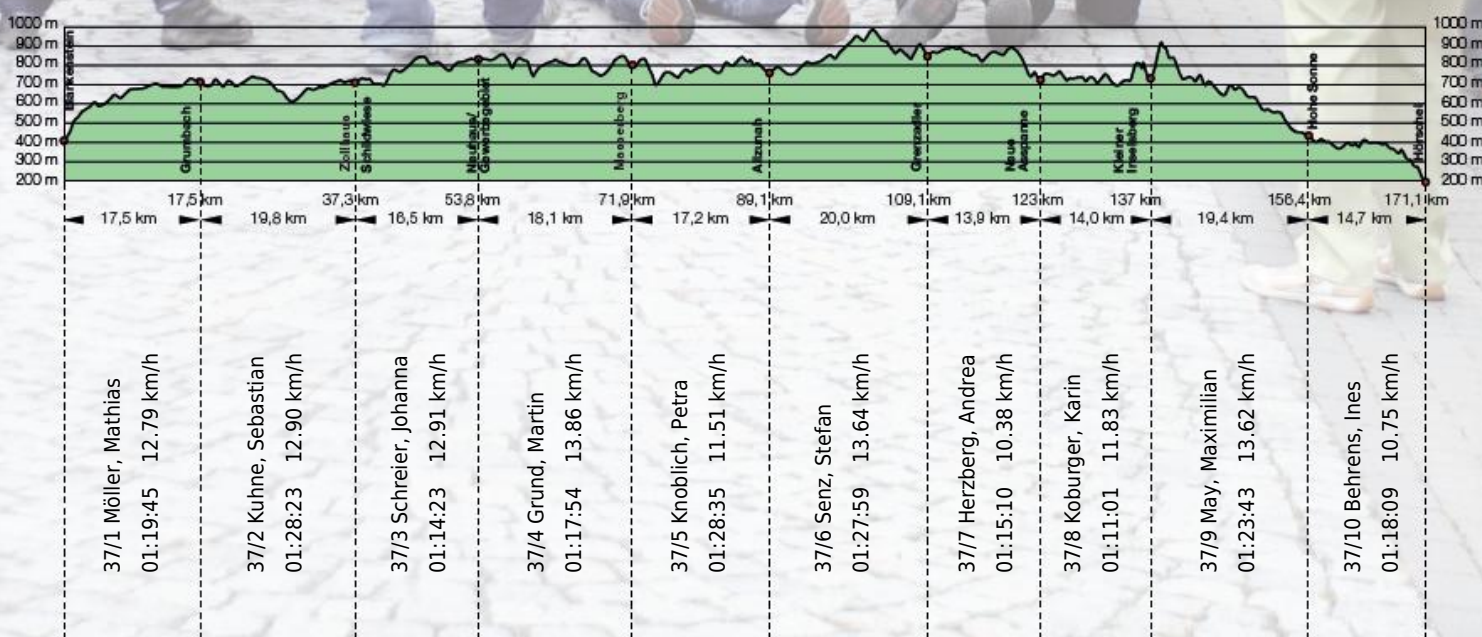 1000 m
900 m
800 m
700 m
600 m
500 m
400 m
300 m
200 m
1000 m
900 m
800 m
700 m
600 m
500 m
400 m
300 m
200 m
Blankenstein
Grumbach
Zollhaus
Schildwiese
Neuhaus/
Gewerbegebiet
Masserberg
Allzunah
Grenzadler
Neue
Ausspanne
Kleiner
Inselsberg
Hohe Sonne
Hörschel
17,5 km
37,3 km
53,8 km
71,9 km
89,1 km
109,1 km
123 km
137 km
156,4 km
171,1 km
17,5 km
19,8 km
16,5 km
18,1 km
17,2 km
20,0 km
13,9 km
14,0 km
19,4 km
14,7 km
37/1 Möller, Mathias
01:19:45 12.79 km/h
37/2 Kuhne, Sebastian
01:28:23 12.90 km/h
37/3 Schreier, Johanna
01:14:23 12.91 km/h
37/4 Grund, Martin
01:17:54 13.86 km/h
37/5 Knoblich, Petra
01:28:35 11.51 km/h
37/6 Senz, Stefan
01:27:59 13.64 km/h
37/7 Herzberg, Andrea
01:15:10 10.38 km/h
37/8 Koburger, Karin
01:11:01 11.83 km/h
37/9 May, Maximilian
01:23:43 13.62 km/h
37/10 Behrens, Ines
01:18:09 10.75 km/h